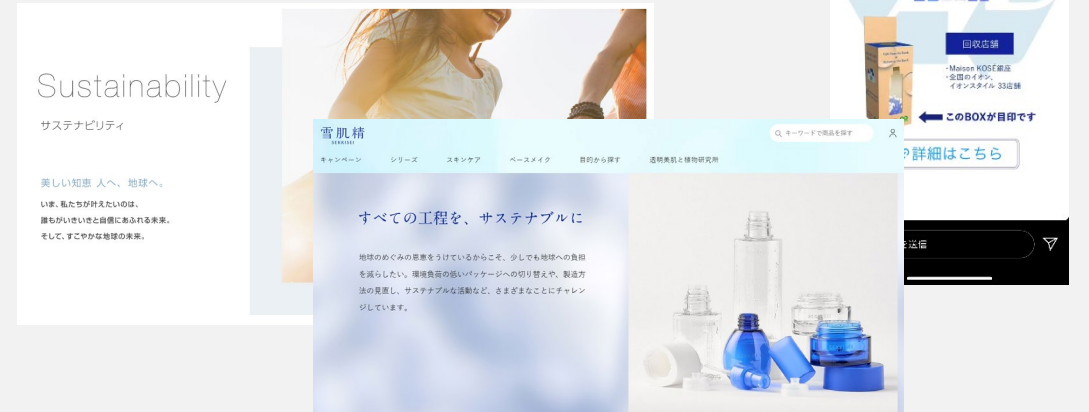 Sustainability
サステナビリティ
美しい知恵 人へ、地球へ。
いま、私たちが叶えたいのは、
誰もがいきいきと自信にあふれる未来。
そして、すこやかな地球の未来。
雪肌精
SEKKISEI
キーワードで商品を探す
キャンペーン
シリーズ
スキンケア
ベースメイク
目的から探す
透明美肌と植物研究所
すべての工程を、サステナブルに
地球のめぐみの恩恵をうけているからこそ、少しでも地球への負担
を減らしたい。環境負荷の低いパッケージへの切り替えや、製造方
法の見直し、サステナブルな活動など、さまざまなことにチャレン
ジしています。
回収店舗
・Maison KOSÉ銀座
・全国のイオン、
イオンスタイル 33店舗
このBOXが目印です
詳細はこちら
を送信